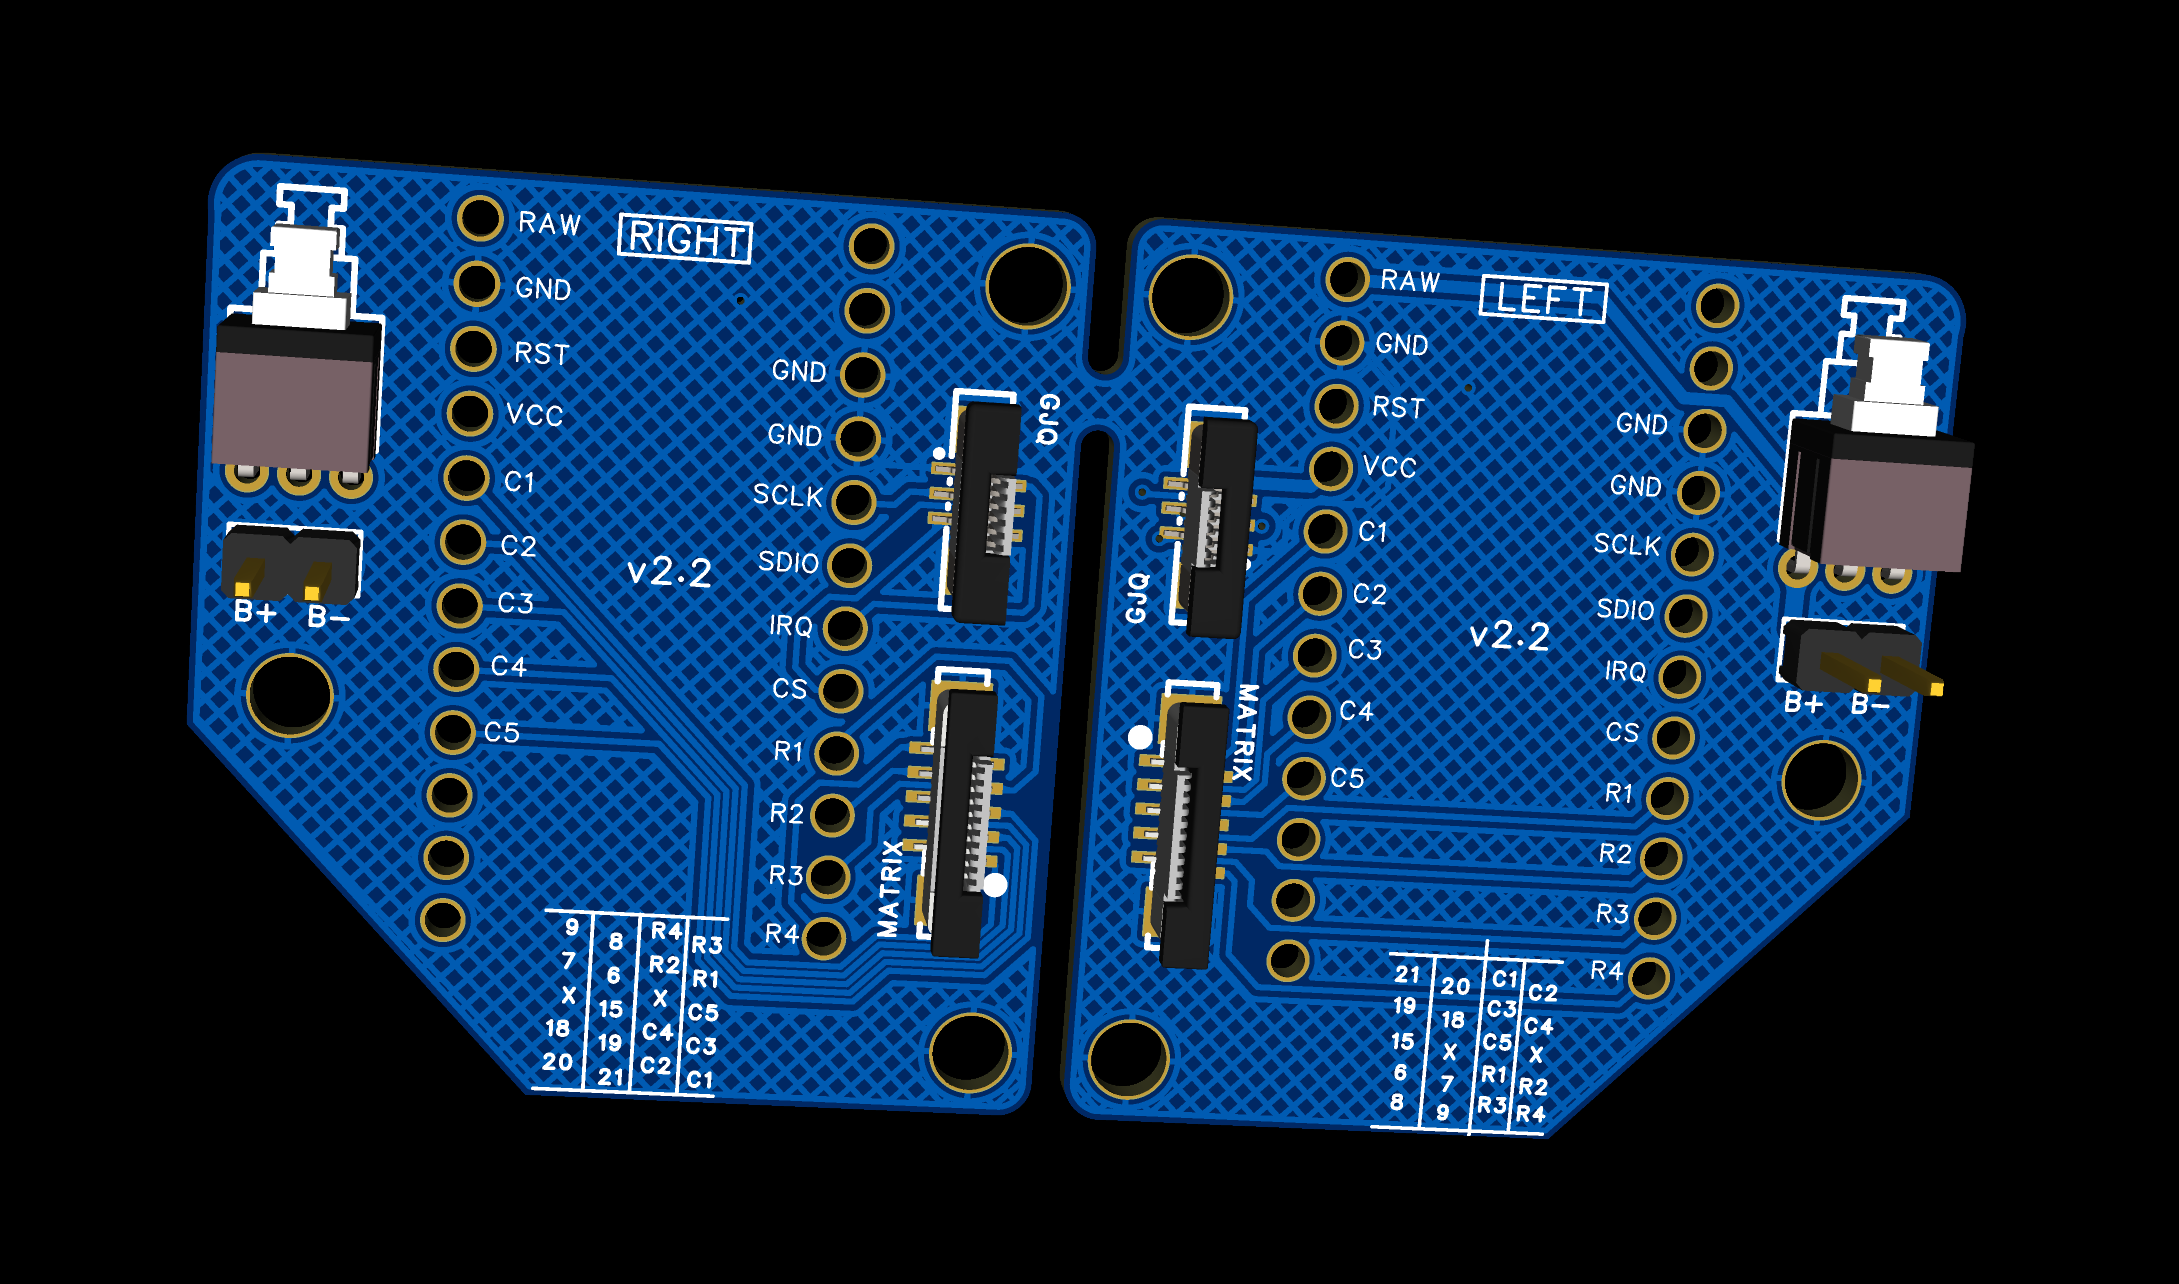 RIGHT
RAW
GND
RST
VCC
C1
C2
C3
C4
C5
GND
GND
SCLK
SDIO
IRQ
CS
R1
R2
R3
R4
v2.2
GJQ
MATRIX
B+ B-
9 8 R4 R3
7 6 R2 R1
X 15 X C5
18 19 C4 C3
20 21 C2 C1
LEFT
RAW
GND
RST
VCC
C1
C2
C3
C4
C5
GND
GND
SCLK
SDIO
IRQ
CS
R1
R2
R3
R4
v2.2
GJQ
MATRIX
B+ B-
21 20 C1 C2
19 18 C3 C4
15 X C5 X
6 7 R1 R2
8 9 R3 R4